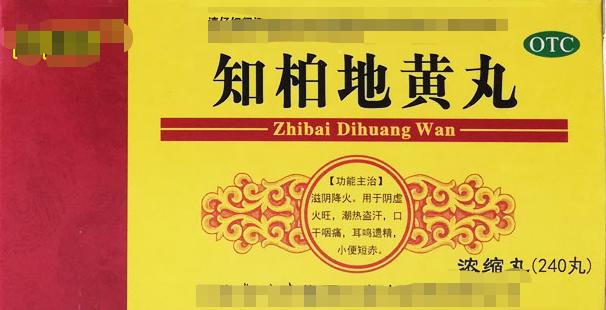 OTC
知柏地黄丸
Zhibai Dihuang Wan
【功能主治】
滋阴降火。用于阴虚
火旺,潮热盗汗,口
干咽痛,耳鸣遗精,
小便短赤。
浓缩丸(240丸)